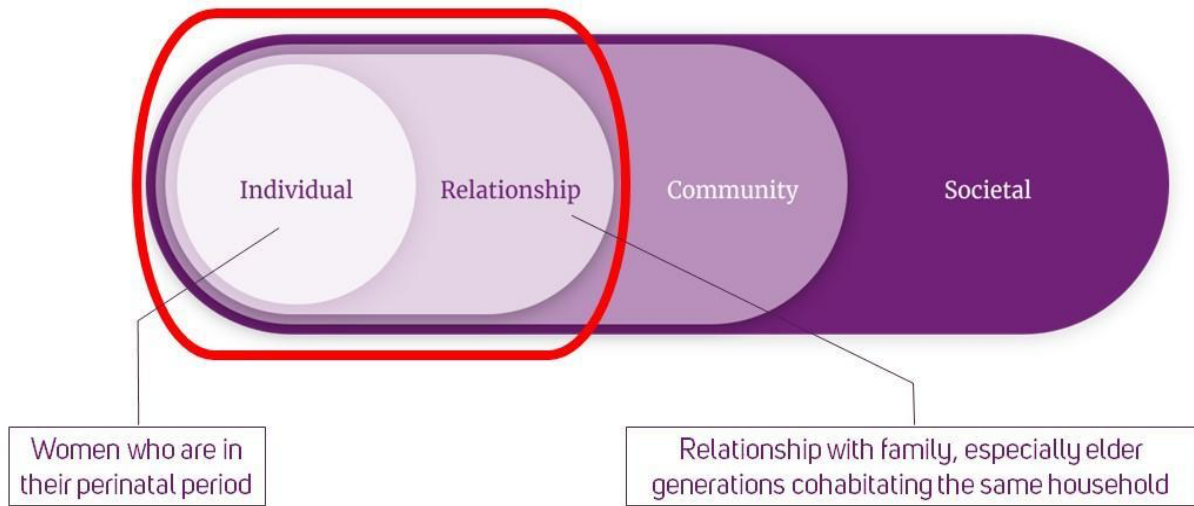 Individual
Relationship
Community
Societal
Women who are in
their perinatal period
Relationship with family, especially elder
generations cohabitating the same household